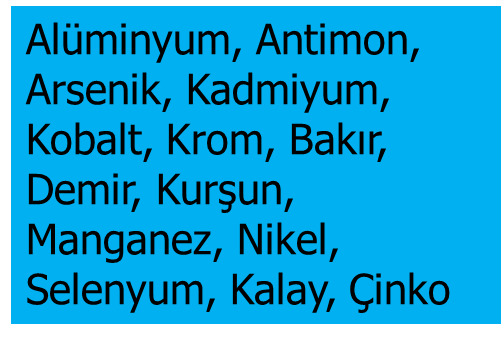 Alüminyum, Antimon,
Arsenik, Kadmiyum,
Kobalt, Krom, Bakır,
Demir, Kurşun,
Manganez, Nikel,
Selenyum, Kalay, Çinko